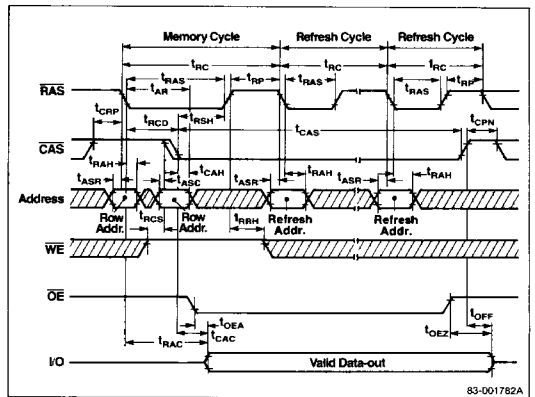 Memory Cycle Refresh Cycle Refresh Cycle
tRC tRC tRC
tRAS tRP tRAS tRAS tRP
tAR
RAS
tCRP tRCD tRSH tCAS tCPN
CAS
tRAH tCAH tRAH tRAH
tASR tASC tASR tASR
Address
Row Addr. tRCS Row Addr. tRRH Refresh Addr. Refresh Addr.
WE
OE
tOEA tOFF
tCAC tOEZ
tRAC
I/O Valid Data-out
83-001782A